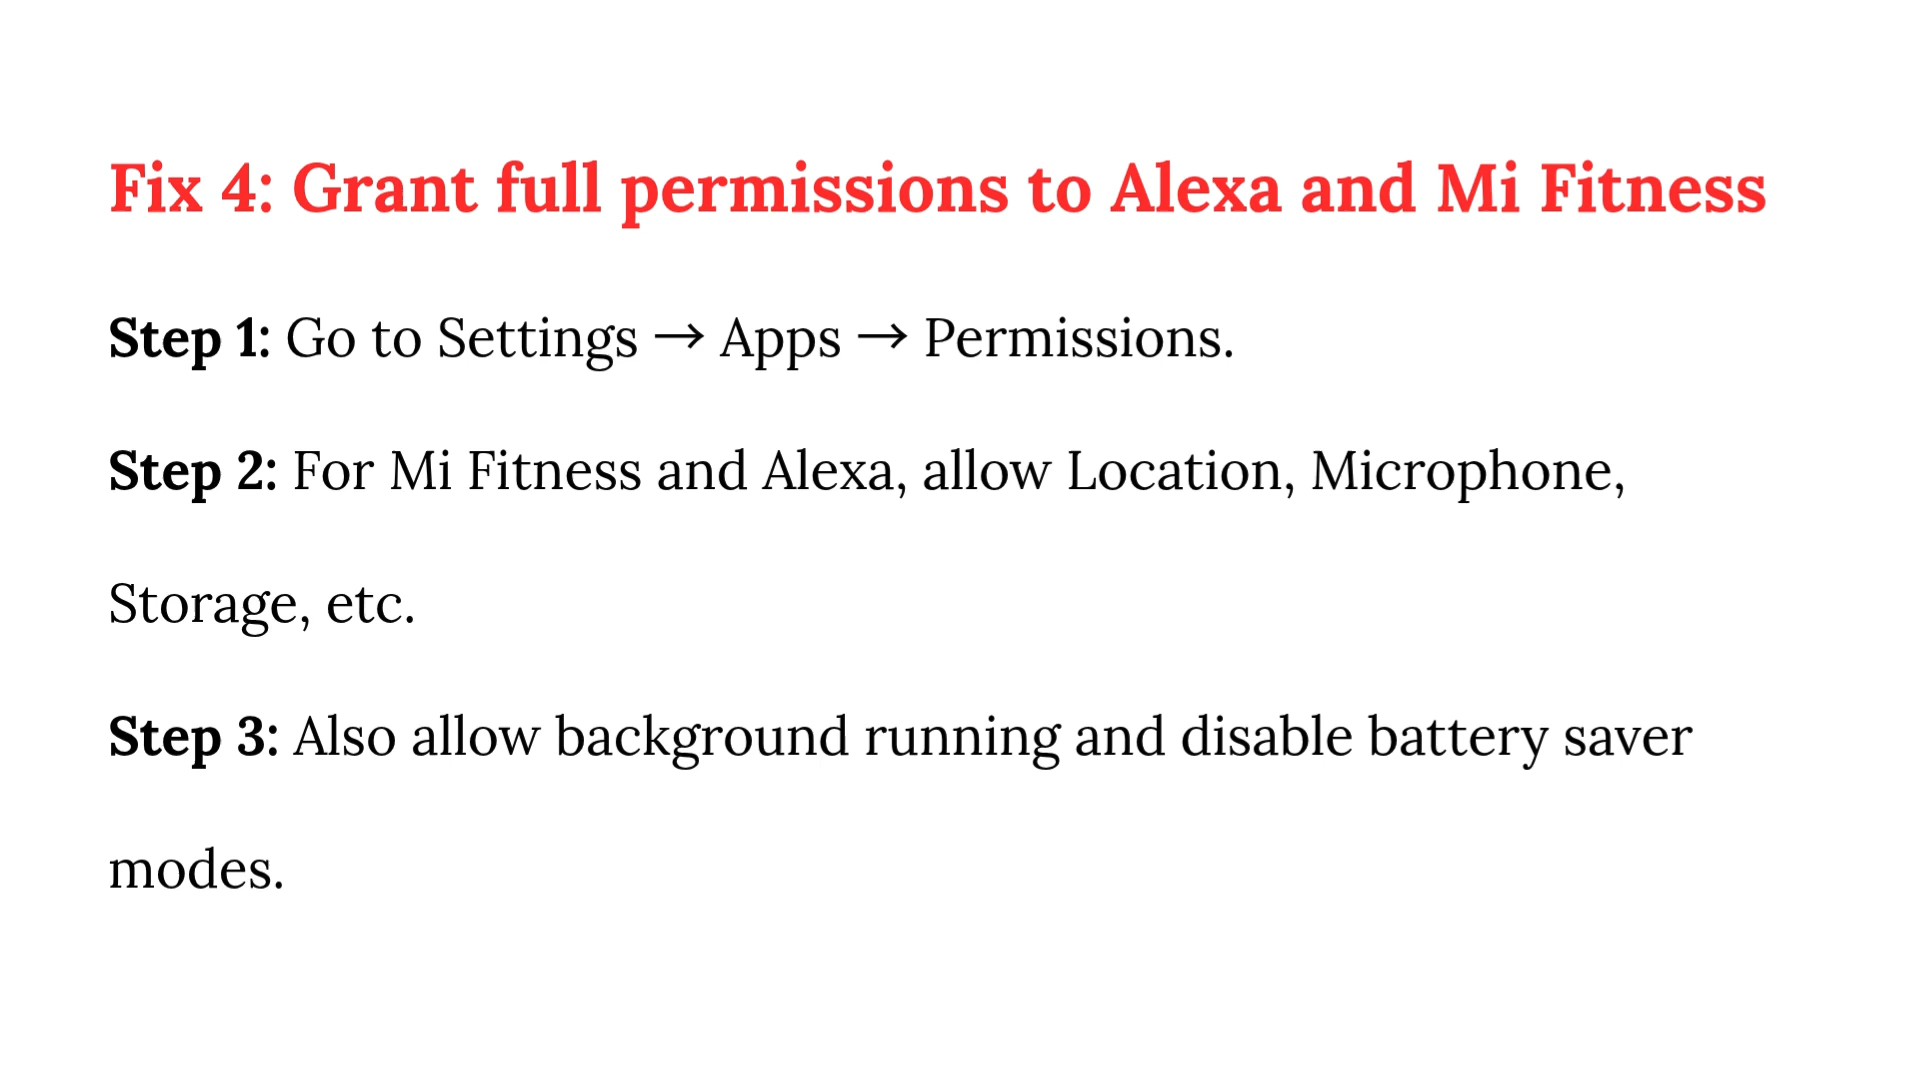 Fix 4: Grant full permissions to Alexa and Mi Fitness
Step 1: Go to Settings → Apps → Permissions.
Step 2: For Mi Fitness and Alexa, allow Location, Microphone,
Storage, etc.
Step 3: Also allow background running and disable battery saver
modes.